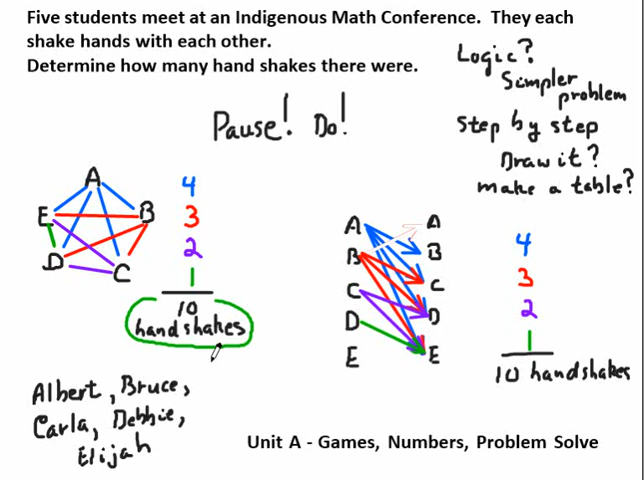 Five students meet at an Indigenous Math Conference. They each
shake hands with each other.
Determine how many hand shakes there were.
Logic?
Simpler
problem
Step by step
Draw it?
make a table?
Pause! Do!
A
E B
D C
4
3
2
1
10
handshakes
A A
B B
C C
D D
E E
4
3
2
1
10 handshakes
Albert, Bruce,
Carla, Debbie,
Elijah
Unit A - Games, Numbers, Problem Solve